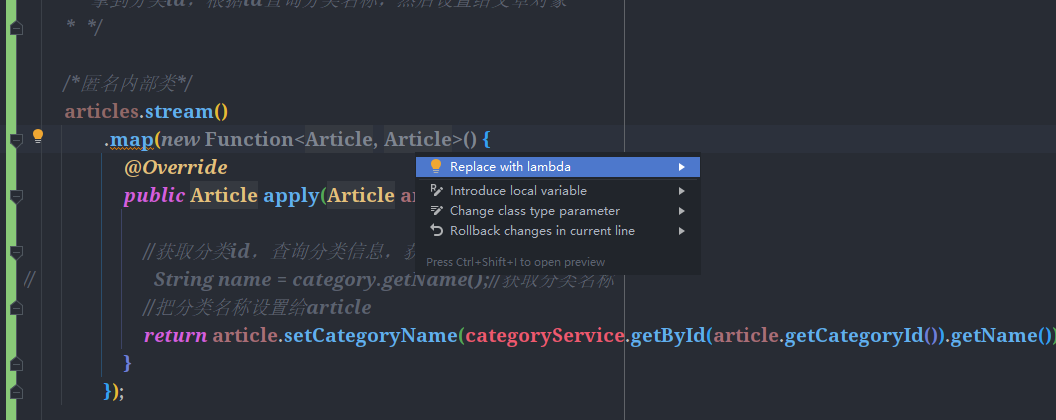 拿到分类id，根据id查询分类名称，然后设置给文章对象
* */
/*匿名内部类*/
articles.stream()
.map(new Function<Article, Article>() {
@Override
public Article apply(Article ar
Replace with lambda
Introduce local variable
Change class type parameter
Rollback changes in current line
Press Ctrl+Shift+I to open preview
//获取分类id，查询分类信息，
// String name = category.getName();//获取分类名称
//把分类名称设置给article
return article.setCategoryName(categoryService.getById(article.getCategoryId()).getName())
}
});